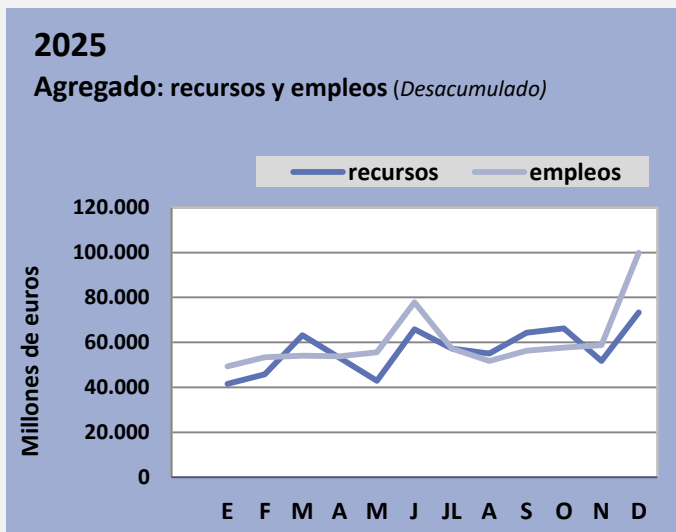 2025
Agregado: recursos y empleos (Desacumulado)
recursos empleos
120.000
100.000
80.000
60.000
40.000
20.000
0
Millones de euros
E F M A M J JL A S O N D